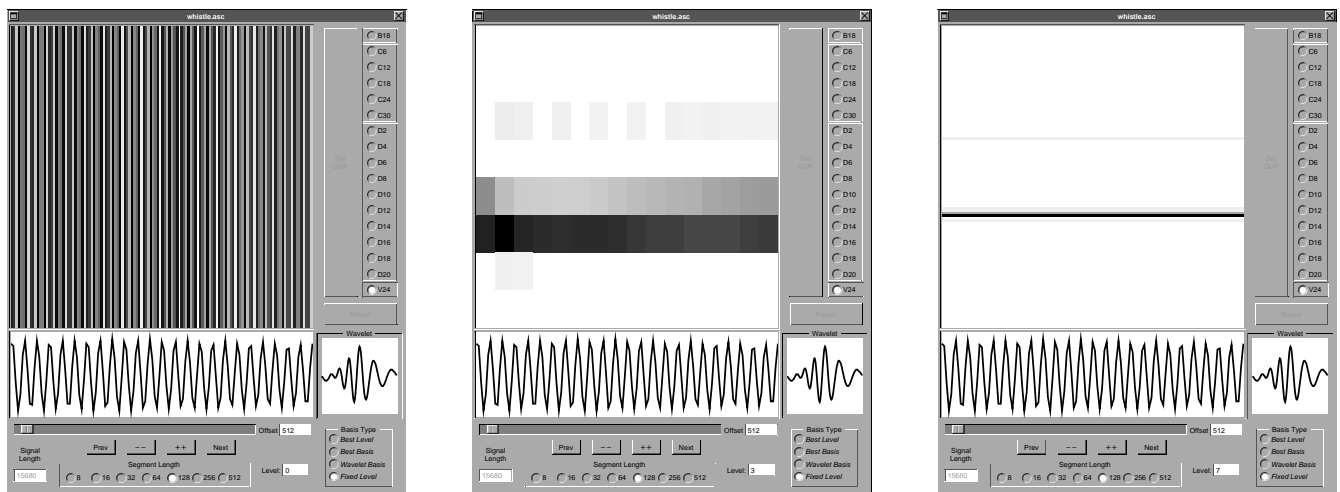 whistle.asc
B18
C6
C12
C18
C24
C30
D2
D4
D6
D8
D10
D12
D14
D16
D18
D20
V24
Wavelet
Offset 512
Prev -- ++ Next
Signal
Length
15680
Segment Length
8 16 32 64 128 256 512
Level: 0
Basis Type
Best Level
Best Basis
Wavelet Basis
Fixed Level
whistle.asc
B18
C6
C12
C18
C24
C30
D2
D4
D6
D8
D10
D12
D14
D16
D18
D20
V24
Wavelet
Offset 512
Prev -- ++ Next
Signal
Length
15680
Segment Length
8 16 32 64 128 256 512
Level: 3
Basis Type
Best Level
Best Basis
Wavelet Basis
Fixed Level
whistle.asc
B18
C6
C12
C18
C24
C30
D2
D4
D6
D8
D10
D12
D14
D16
D18
D20
V24
Wavelet
Offset 512
Prev -- ++ Next
Signal
Length
15680
Segment Length
8 16 32 64 128 256 512
Level: 7
Basis Type
Best Level
Best Basis
Wavelet Basis
Fixed Level